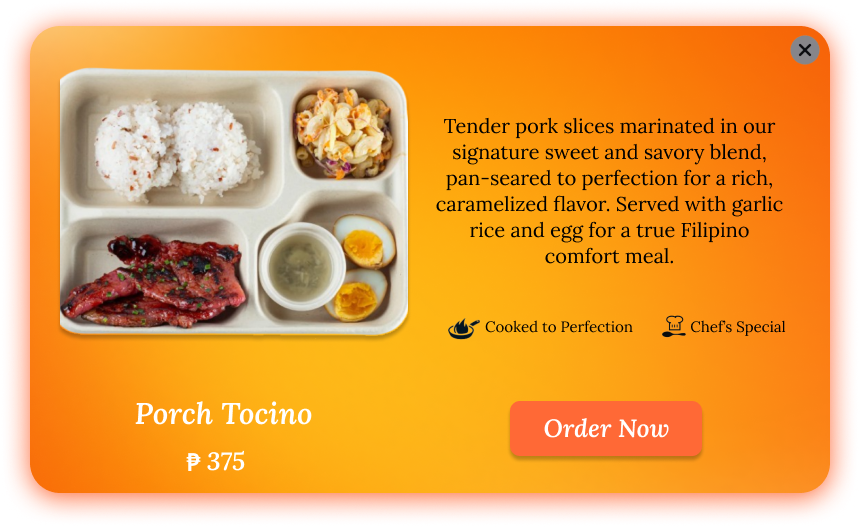 Tender pork slices marinated in our
signature sweet and savory blend,
pan-seared to perfection for a rich,
caramelized flavor. Served with garlic
rice and egg for a true Filipino
comfort meal.
Cooked to Perfection
Chef's Special
Porch Tocino
₱ 375
Order Now